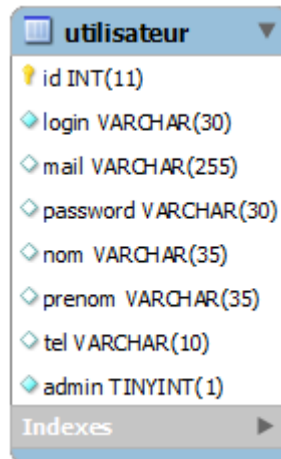 utilisateur
id INT(11)
login VARCHAR(30)
mail VARCHAR(255)
password VARCHAR(30)
nom VARCHAR(35)
prenom VARCHAR(35)
tel VARCHAR(10)
admin TINYINT(1)
Indexes